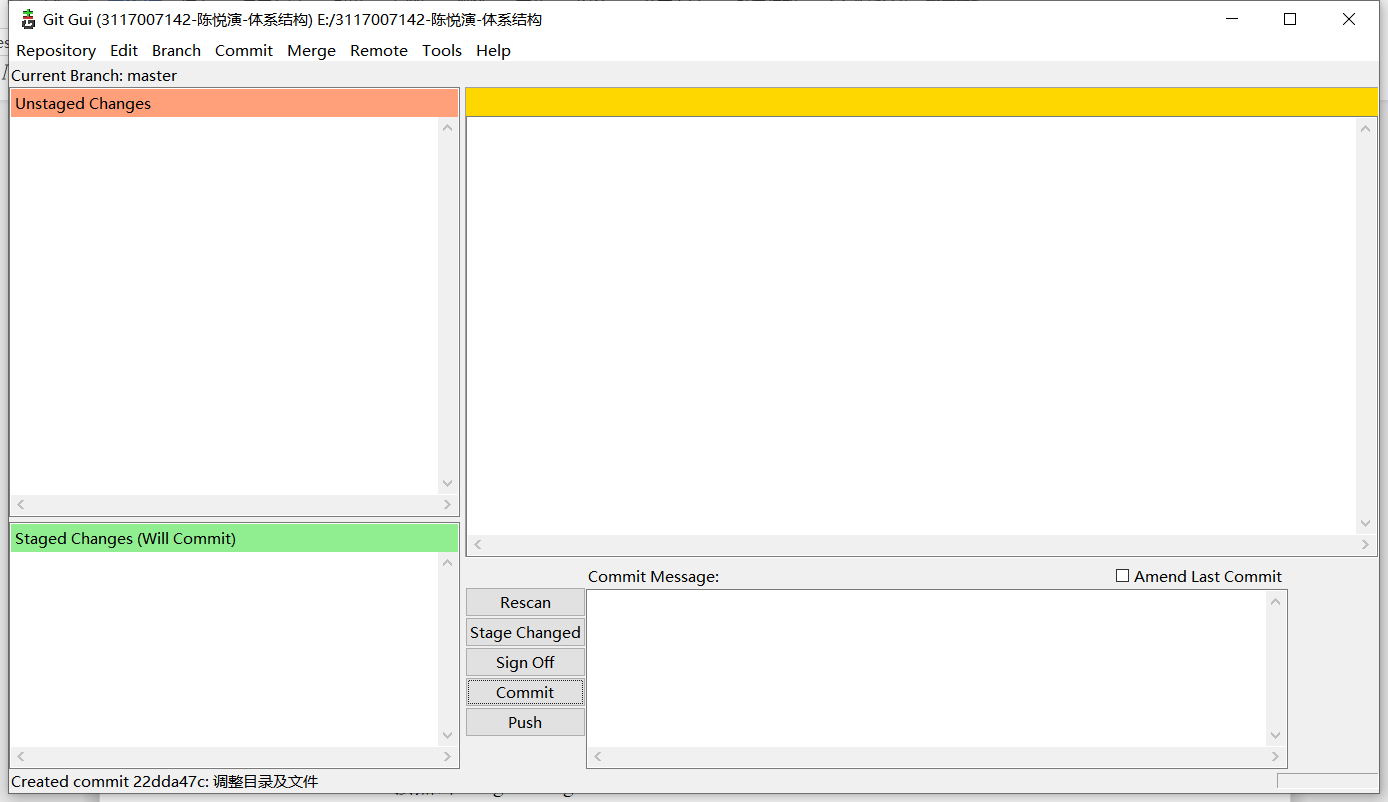 Git Gui (3117007142-陈悦演-体系结构) E:/3117007142-陈悦演-体系结构
Repository Edit Branch Commit Merge Remote Tools Help
Current Branch: master
Unstaged Changes
Staged Changes (Will Commit)
Commit Message:
Amend Last Commit
Rescan
Stage Changed
Sign Off
Commit
Push
Created commit 22dda47c: 调整目录及文件